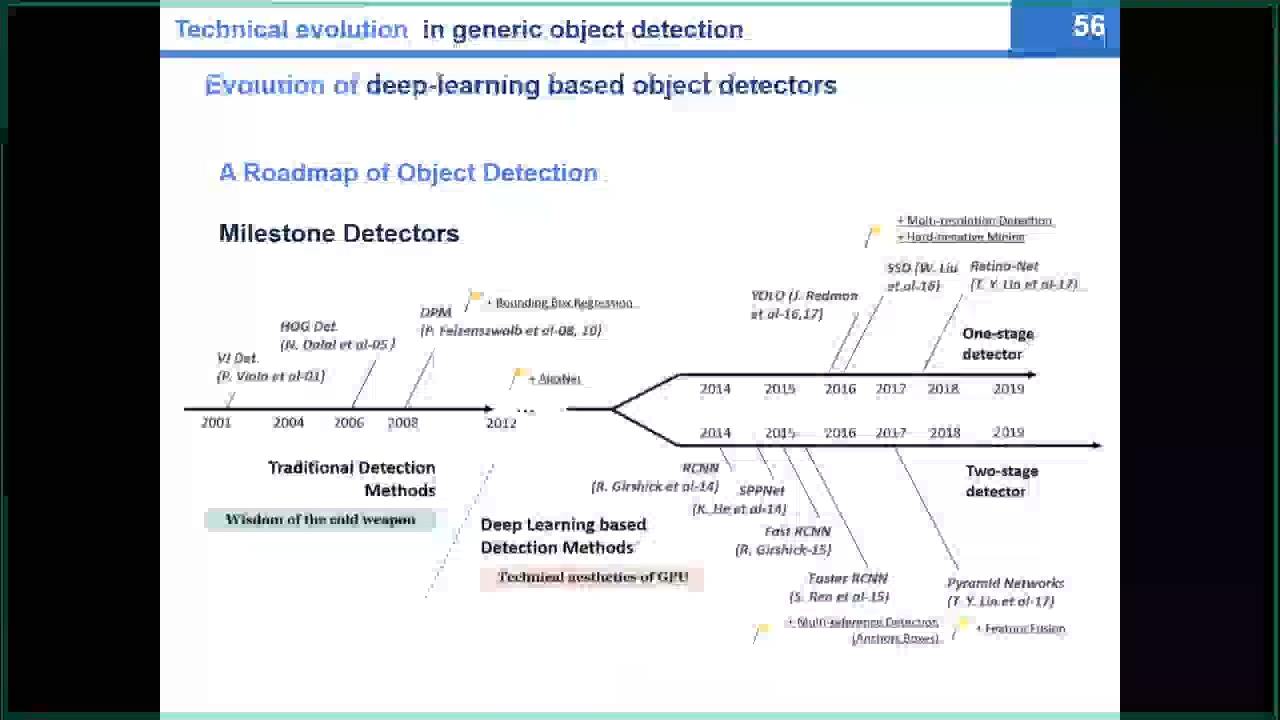 Technical evolution in generic object detection
56
Evolution of deep-learning based object detectors
A Roadmap of Object Detection
Milestone Detectors
+ Multi-resolution Detection
+ Hard-negative Mining
SSD (W. Liu
et al-16)
Retina-Net
(T. Y. Lin et al-17)
YOLO (J. Redmon
et al-16,17)
+ Bounding Box Regression
DPM
(P. Felzenszwalb et al-08, 10)
HOG Det.
(N. Dalal et al-05)
VJ Det.
(P. Viola et al-01)
One-stage
detector
+ AlexNet
2014 2015 2016 2017 2018 2019
2001 2004 2006 2008 2012 ...
2014 2015 2016 2017 2018 2019
Traditional Detection
Methods
Wisdom of the cold weapon
Deep Learning based
Detection Methods
Technical aesthetics of GPU
RCNN
(R. Girshick et al-14)
SPPNet
(K. He et al-14)
Fast RCNN
(R. Girshick-15)
Faster RCNN
(S. Ren et al-15)
Two-stage
detector
Pyramid Networks
(T. Y. Lin et al-17)
+ Multi-reference Detection
(Anchors Boxes)
+ Feature Fusion